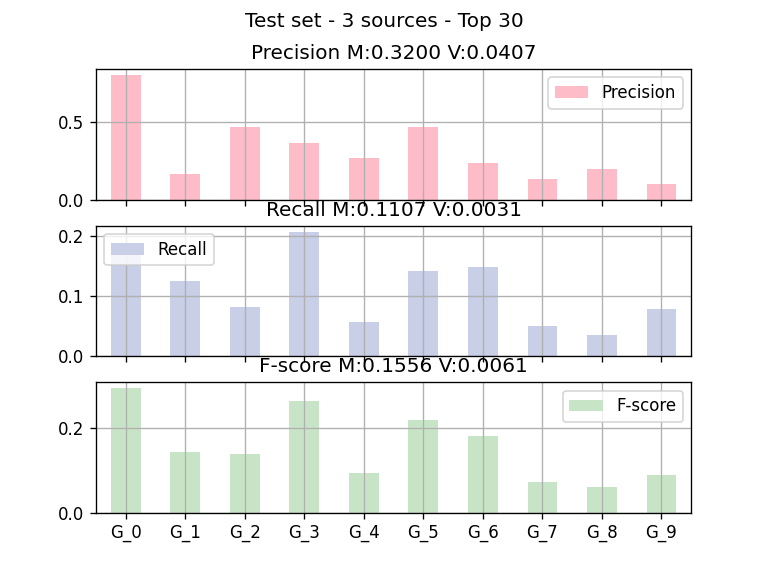 Test set - 3 sources - Top 30
Precision M:0.3200 V:0.0407
0.5
0.0
Precision
Recall M:0.1107 V:0.0031
0.2
0.1
0.0
Recall
F-score M:0.1556 V:0.0061
0.2
0.0
F-score
G_0 G_1 G_2 G_3 G_4 G_5 G_6 G_7 G_8 G_9